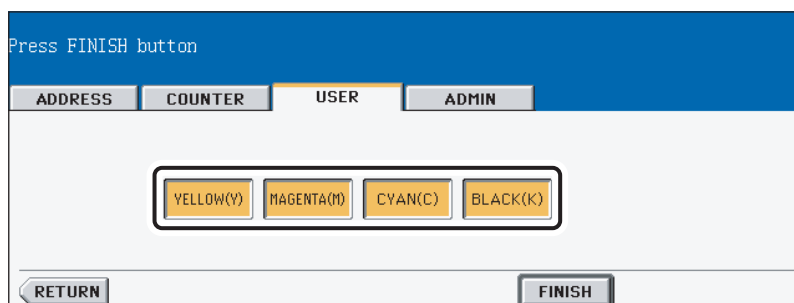 Press FINISH button
ADDRESS COUNTER USER ADMIN
YELLOW(Y) MAGENTA(M) CYAN(C) BLACK(K)
RETURN FINISH